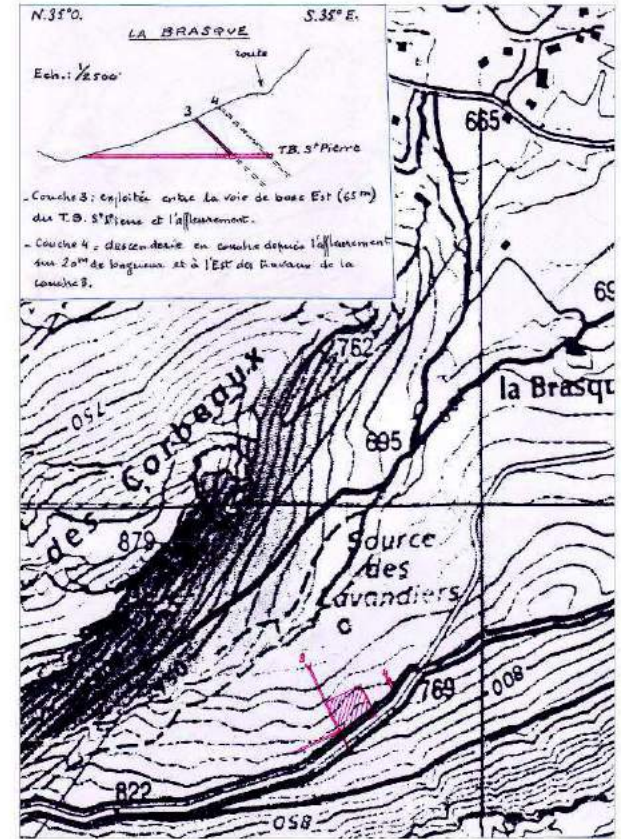 N.35°O. S.35° E.
LA BRASQUE
route
Ech.: 1/2500
3 4
T.B. St Pierre
- Couche 3: exploitée entre la voie de base Est (65 m)
du T.B. St Pierre et l'affleurement.
- Couche 4 = descenderie en couche depuis l'affleurement
sur 20m de longueur et à l'Est des travaux de la
couche 3.
665
69
762
la Brasqu
750
695
des Corbeaux
879
Source
des
Lavandiers
C
769
800
822
850